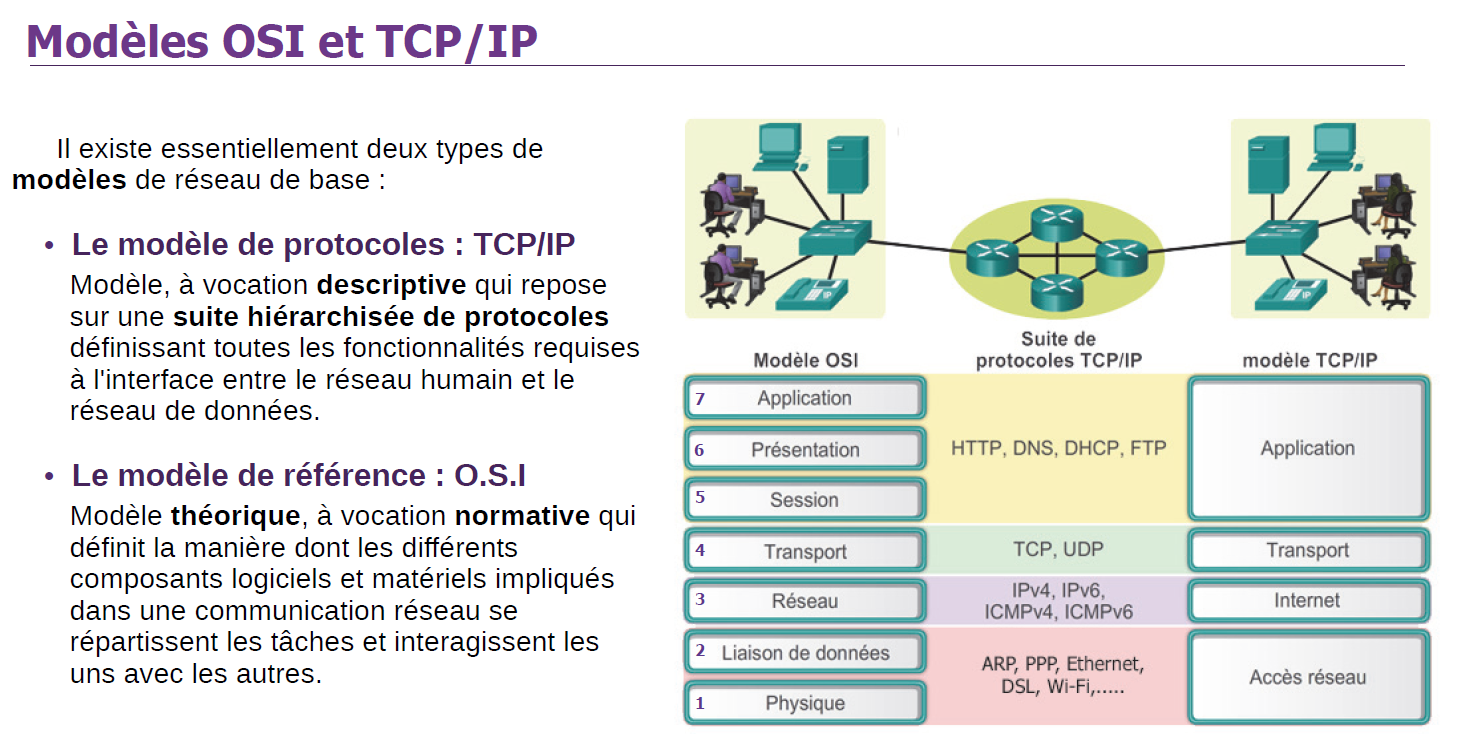 Modèles OSI et TCP/IP
Il existe essentiellement deux types de
modèles de réseau de base :
• Le modèle de protocoles : TCP/IP
Modèle, à vocation descriptive qui repose
sur une suite hiérarchisée de protocoles
définissant toutes les fonctionnalités requises
à l'interface entre le réseau humain et le
réseau de données.
• Le modèle de référence : O.S.I
Modèle théorique, à vocation normative qui
définit la manière dont les différents
composants logiciels et matériels impliqués
dans une communication réseau se
répartissent les tâches et interagissent les
uns avec les autres.
IP
IP
Modèle OSI
Suite de
protocoles TCP/IP
modèle TCP/IP
7 Application
6 Présentation
5 Session
HTTP, DNS, DHCP, FTP
Application
4 Transport
TCP, UDP
Transport
3 Réseau
IPv4, IPv6,
ICMPv4, ICMPv6
Internet
2 Liaison de données
1 Physique
ARP, PPP, Ethernet,
DSL, Wi-Fi,.....
Accès réseau